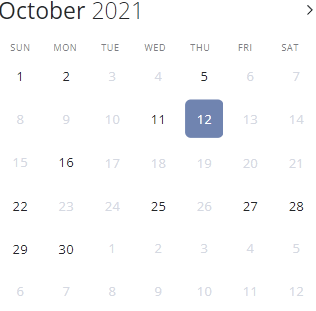 October 2021
SUN MON TUE WED THU FRI SAT
1 2 3 4 5 6 7
8 9 10 11 12 13 14
15 16 17 18 19 20 21
22 23 24 25 26 27 28
29 30 1 2 3 4 5
6 7 8 9 10 11 12